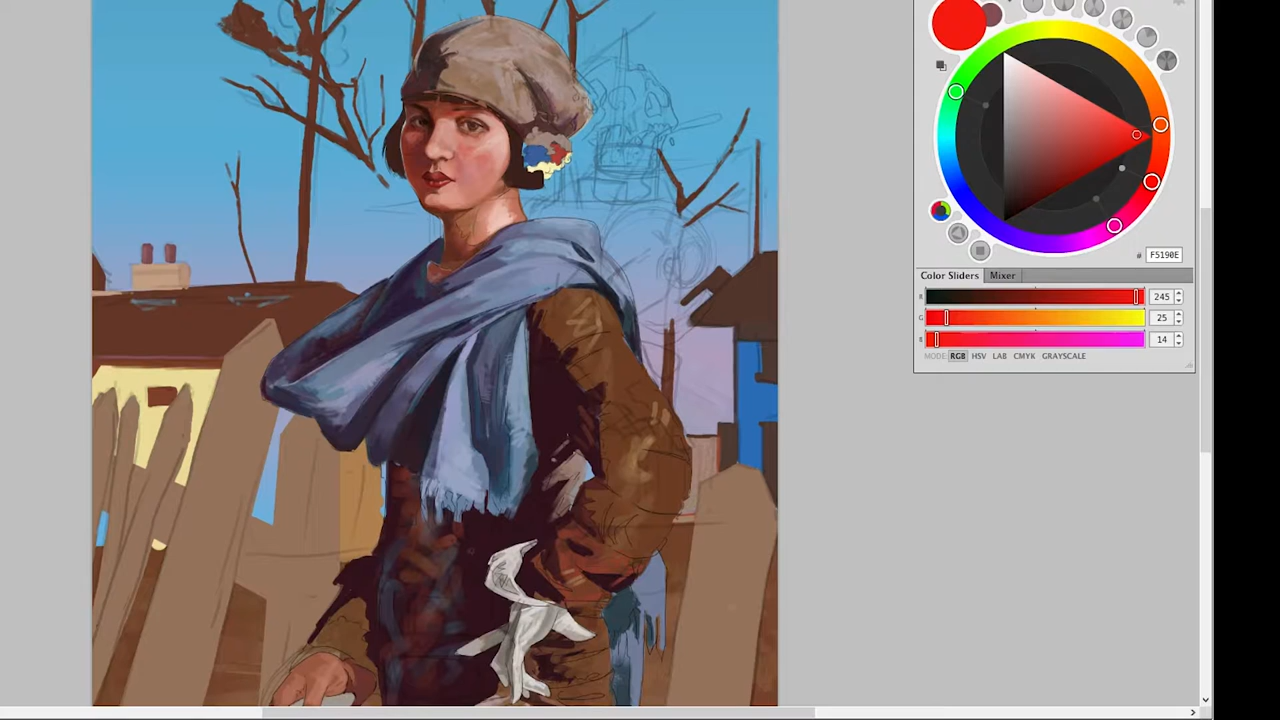 # F5190E
Color Sliders Mixer
R 245
G 25
B 14
MODE RGB HSV LAB CMYK GRAYSCALE